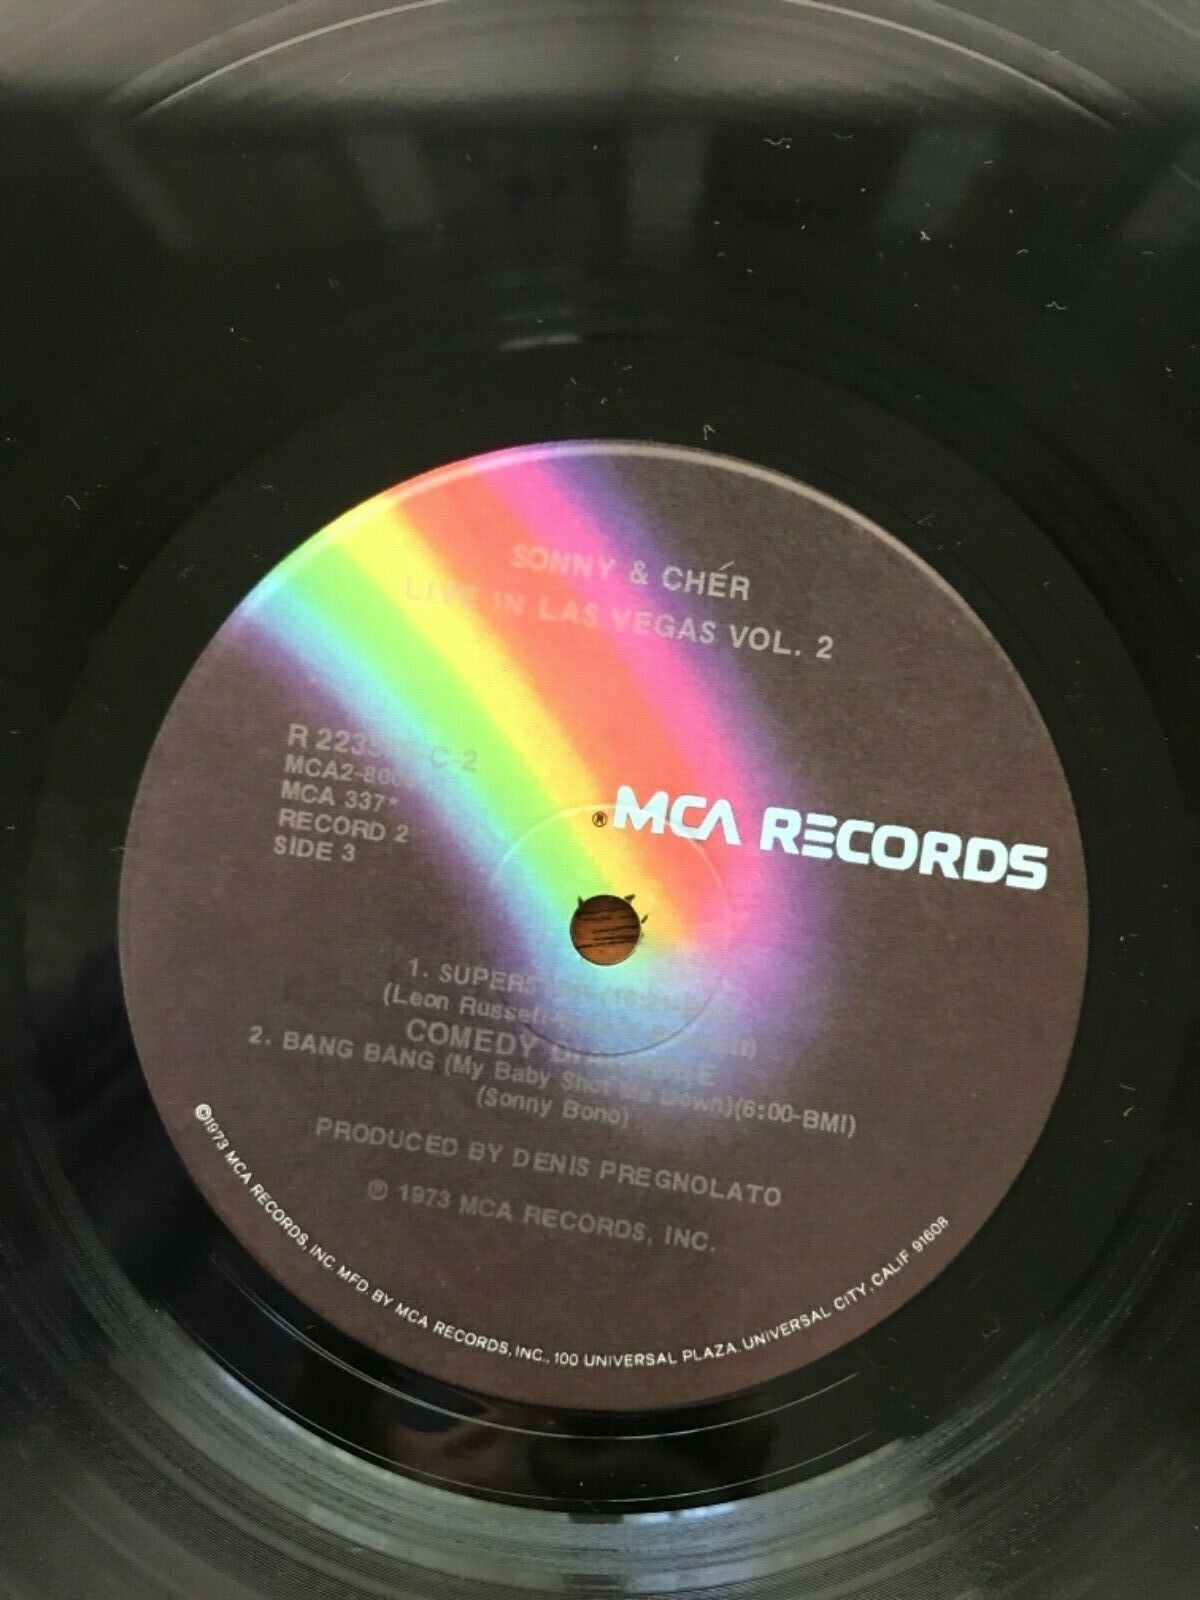 SONNY & CHÉR
LIVE IN LAS VEGAS VOL. 2
MCA 337*
RECORD 2
SIDE 3
® MCA RECORDS
1.
(Leon Russell
COMEDY
2. BANG BANG (My Baby Shot Me Down)(6:00-BMI)
(Sonny Bono)
PRODUCED BY DENIS PREGNOLATO
℗ 1973 MCA RECORDS, INC.
©1973 MCA RECORDS, INC. MFD. BY MCA RECORDS, INC., 100 UNIVERSAL PLAZA, UNIVERSAL CITY, CALIF. 91608